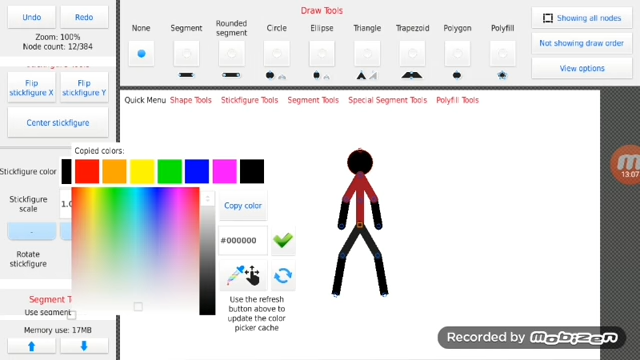 Undo
Redo
Zoom: 100%
Node count: 12/384
Flip stickfigure X
Flip stickfigure Y
Center stickfigure
Stickfigure color
Stickfigure scale
1.0
-
Rotate stickfigure
Segment T
Use segment
Memory use: 17MB
Draw Tools
None
Segment
Rounded segment
Circle
Ellipse
Triangle
Trapezoid
Polygon
Polyfill
Showing all nodes
Not showing draw order
View options
Quick Menu
Shape Tools
Stickfigure Tools
Segment Tools
Special Segment Tools
Polyfill Tools
Copied colors:
Copy color
#000000
Use the refresh
button above to
update the color
picker cache
13:07
Recorded by Mobizen